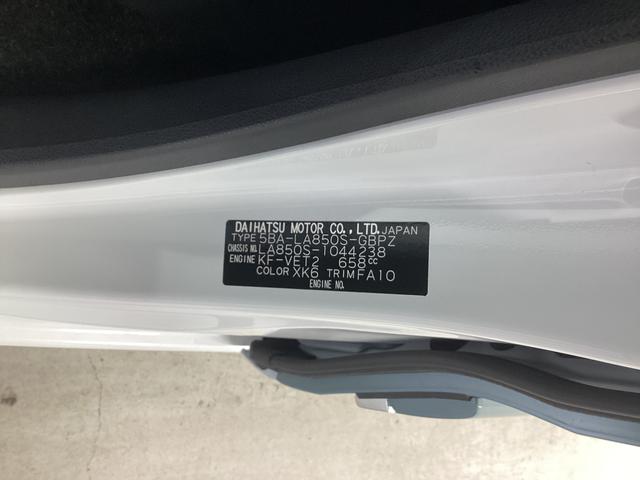 DAIHATSU MOTOR CO.,LTD. JAPAN
TYPE 5BA-LA850S-GBPZ
CHASSIS NO. LA850S-1044238
ENGINE KF-VET2 658cc
COLOR XK6 TRIM FA10
ENGINE NO.